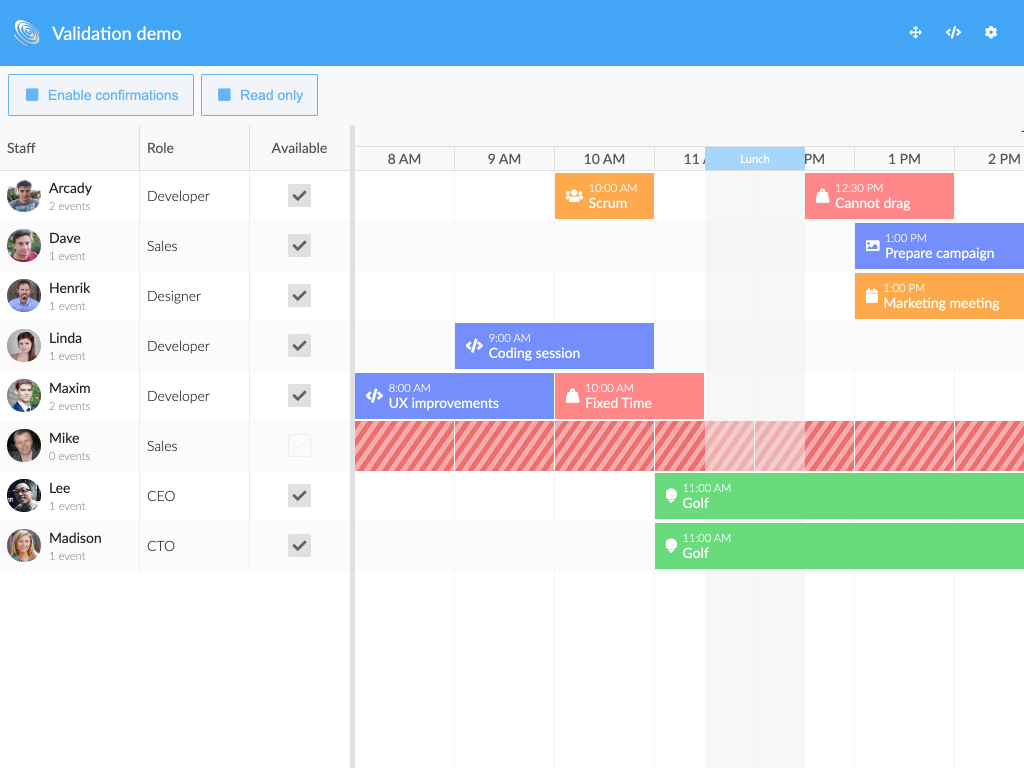 Validation demo
Enable confirmations
Read only
Staff Role Available
8 AM 9 AM 10 AM 11 Lunch PM 1 PM 2 PM
Arcady
2 events
Developer
10:00 AM
Scrum
12:30 PM
Cannot drag
Dave
1 event
Sales
1:00 PM
Prepare campaign
Henrik
1 event
Designer
1:00 PM
Marketing meeting
Linda
1 event
Developer
9:00 AM
Coding session
Maxim
2 events
Developer
8:00 AM
UX improvements
10:00 AM
Fixed Time
Mike
0 events
Sales
Lee
1 event
CEO
11:00 AM
Golf
Madison
1 event
CTO
11:00 AM
Golf